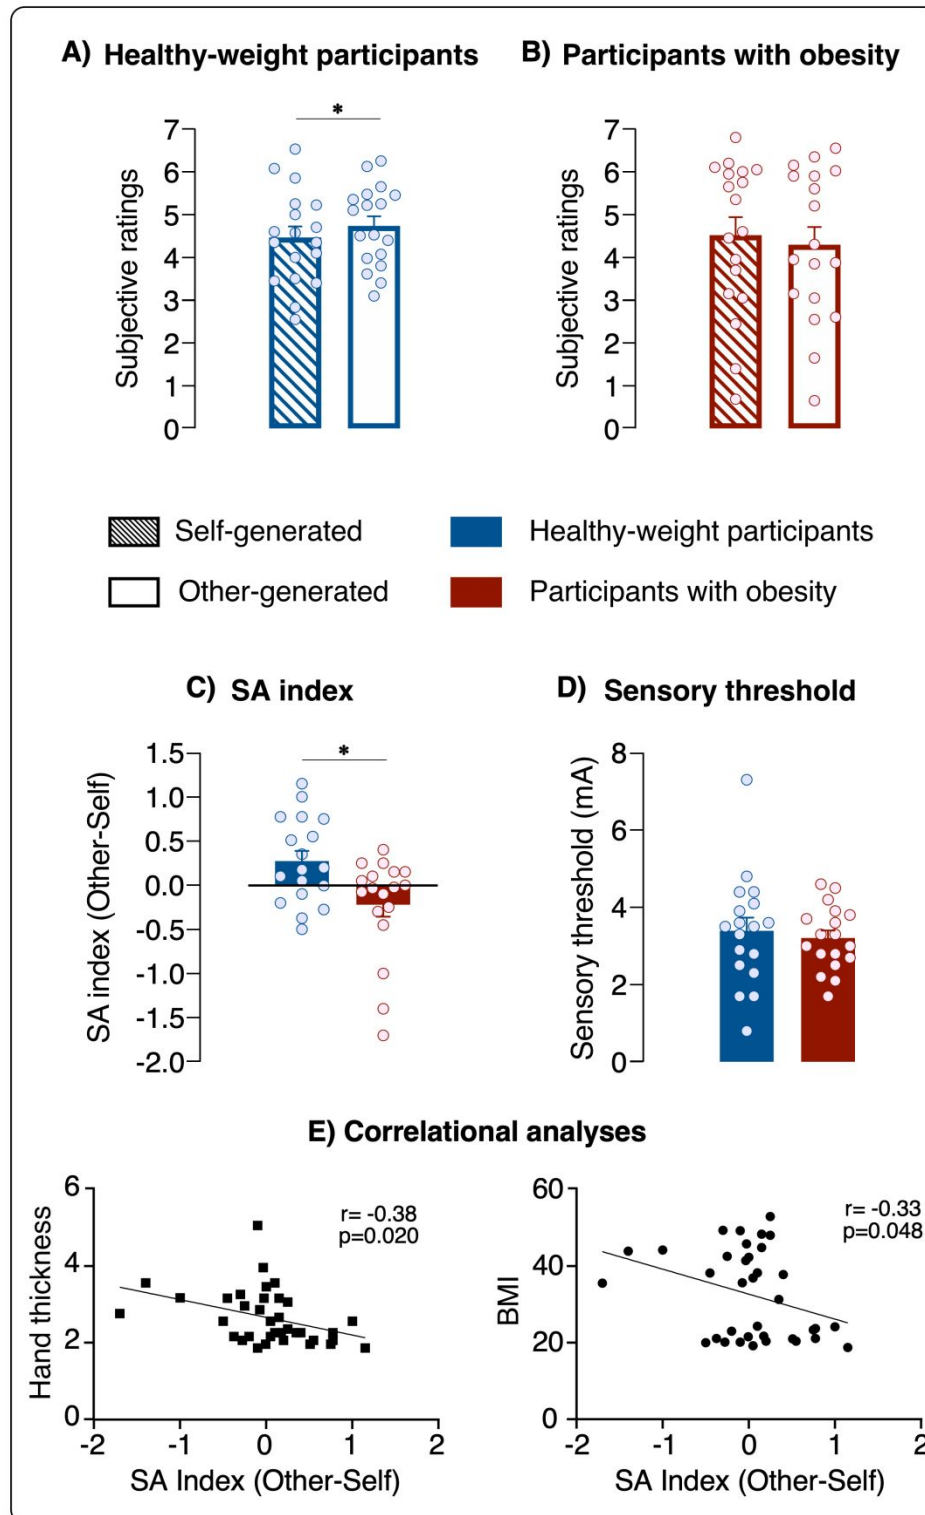 A) Healthy-weight participants
B) Participants with obesity
*
7
6
5
4
3
2
1
0
Subjective ratings
7
6
5
4
3
2
1
0
Subjective ratings
Self-generated
Healthy-weight participants
Other-generated
Participants with obesity
C) SA index
D) Sensory threshold
*
1.5
1.0
0.5
0.0
-0.5
-1.0
-1.5
-2.0
SA index (Other-Self)
8
6
4
2
0
Sensory threshold (mA)
E) Correlational analyses
6
4
2
0
Hand thickness
r= -0.38
p=0.020
-2 -1 0 1 2
SA Index (Other-Self)
60
40
20
0
BMI
r= -0.33
p=0.048
-2 -1 0 1 2
SA Index (Other-Self)